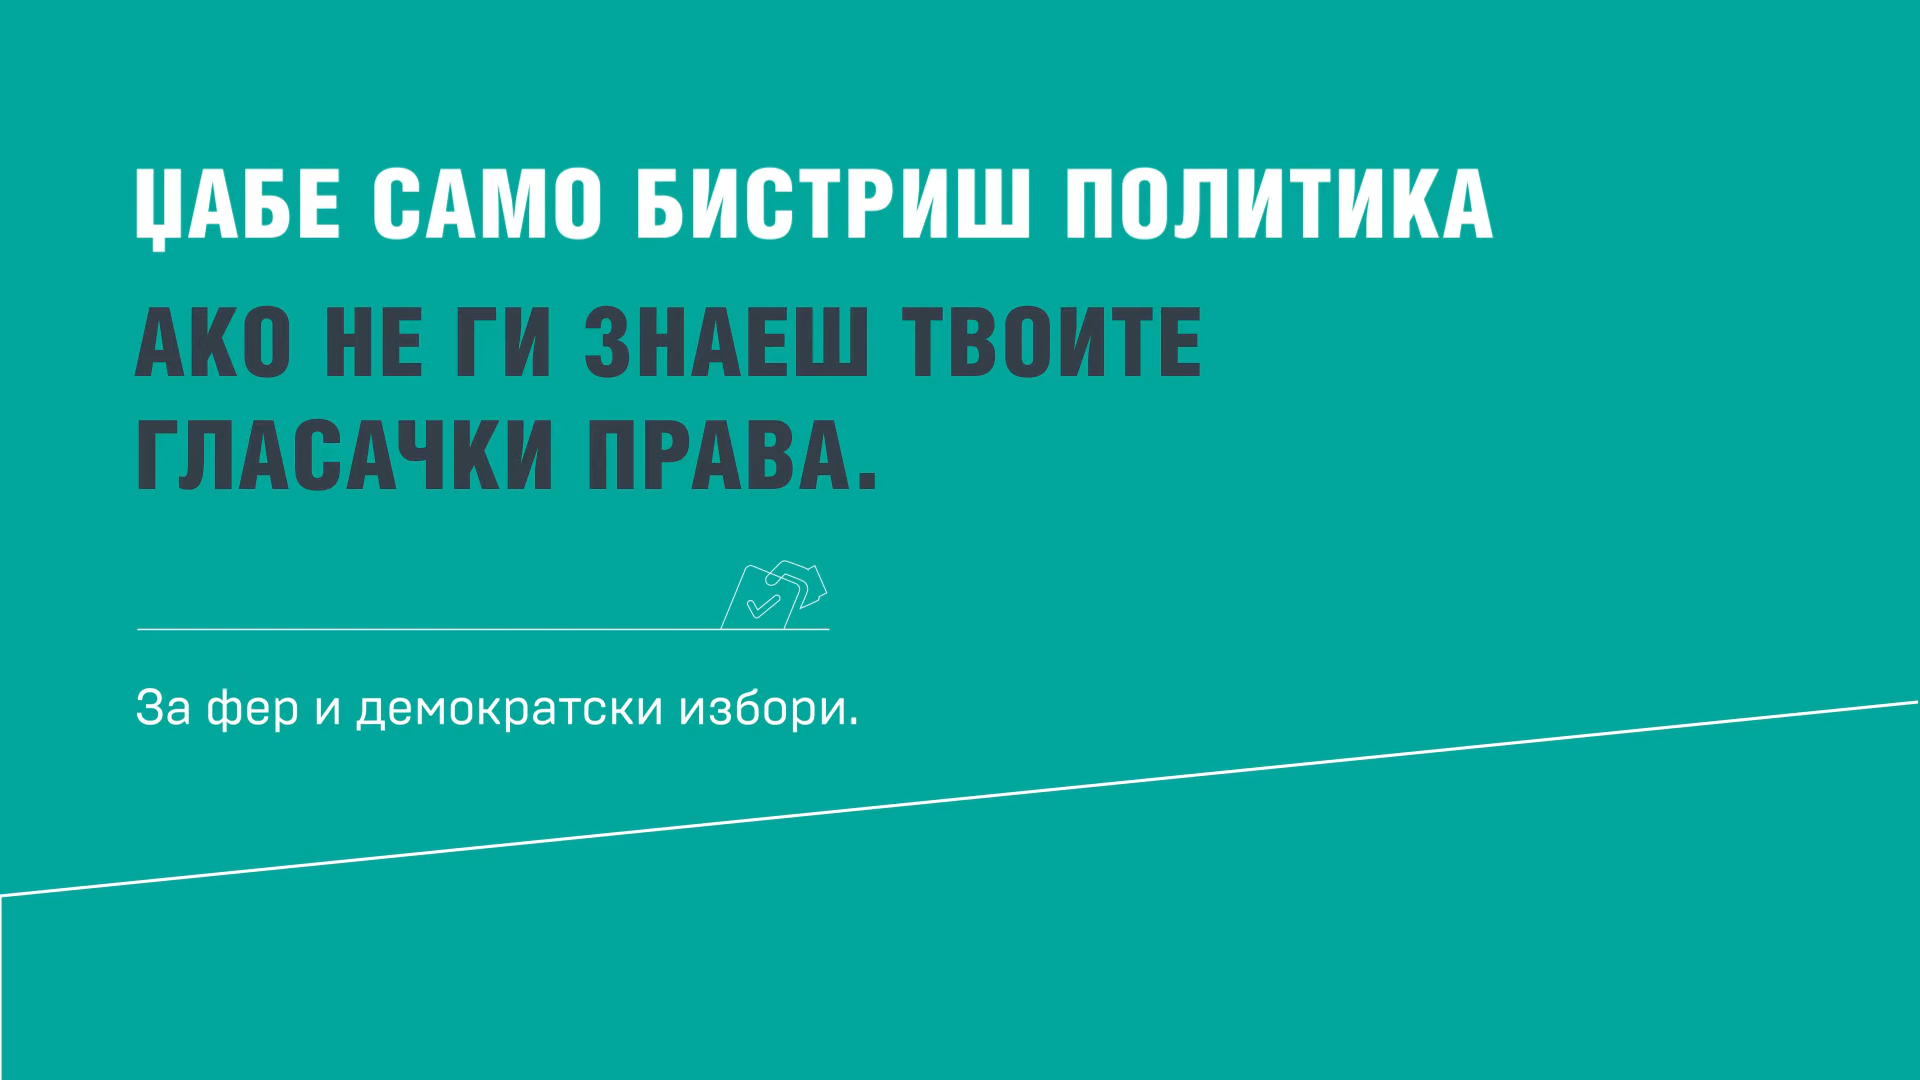 ЏАБЕ САМО БИСТРИШ ПОЛИТИКА
АКО НЕ ГИ ЗНАЕШ ТВОИТЕ
ГЛАСАЧКИ ПРАВА.
За фер и демократски избори.